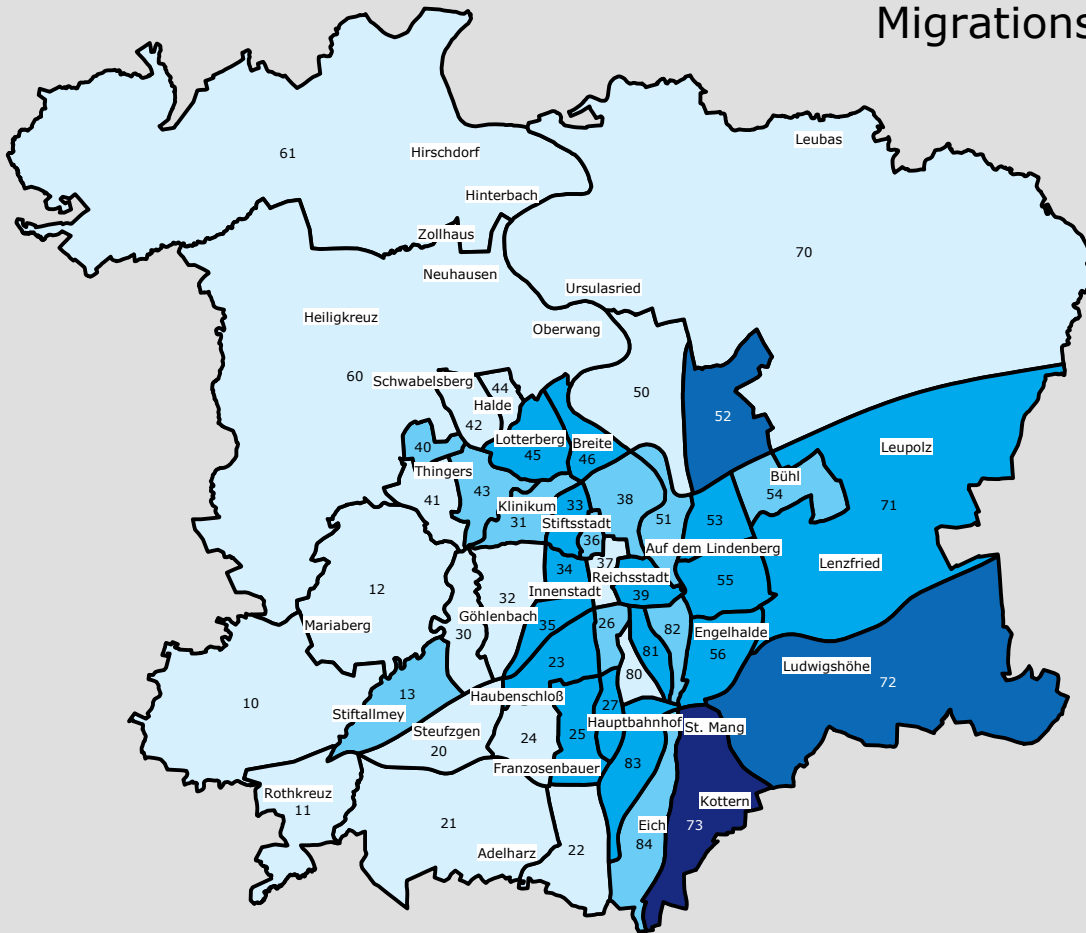 Migrations
Leubas
61
Hirschdorf
Hinterbach
Zollhaus
70
Neuhausen
Ursulasried
Heiligkreuz
Oberwang
60
Schwabelsberg
44
50
Halde
52
42
Lotterberg
Breite
40
45
46
Leupolz
Thingers
Bühl
43
54
41
Klinikum
33
38
71
31
Stiftsstadt
51
53
36
Auf dem Lindenberg
37
Lenzfried
34
Reichsstadt
55
12
Innenstadt
39
32
Göhlenbach
Mariaberg
30
35
26
82
Engelhalde
81
56
23
Ludwigshöhe
80
72
13
10
Haubenschloß
27
Stiftallmey
Hauptbahnhof
St. Mang
Steufzgen
24
25
20
Franzosenbauer
83
Rothkreuz
Kottern
11
21
Eich
73
84
Adelharz
22